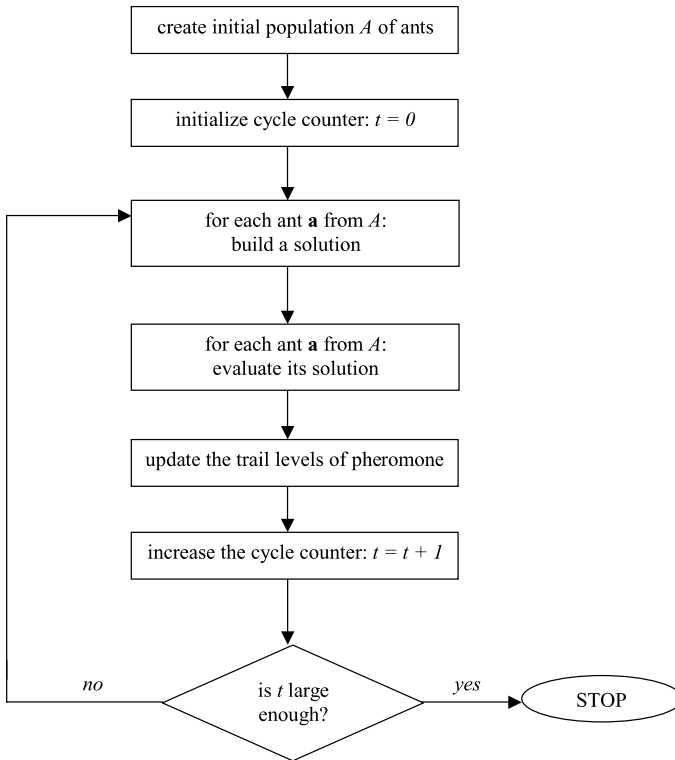 create initial population A of ants
initialize cycle counter: t = 0
for each ant a from A:
build a solution
for each ant a from A:
evaluate its solution
update the trail levels of pheromone
increase the cycle counter: t = t + 1
is t large
enough?
no
yes
STOP